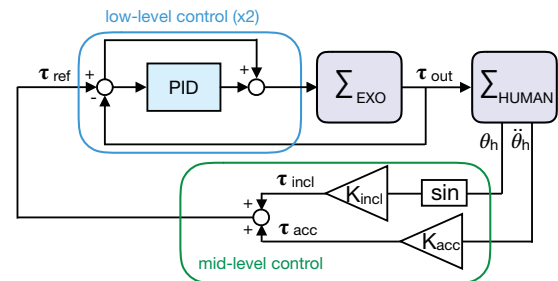 low-level control (x2)
τ ref
+
-
PID
+
+
∑EXO
τ out
∑HUMAN
θh
θ̈h
τ incl
Kincl
sin
+
+
τ acc
Kacc
mid-level control